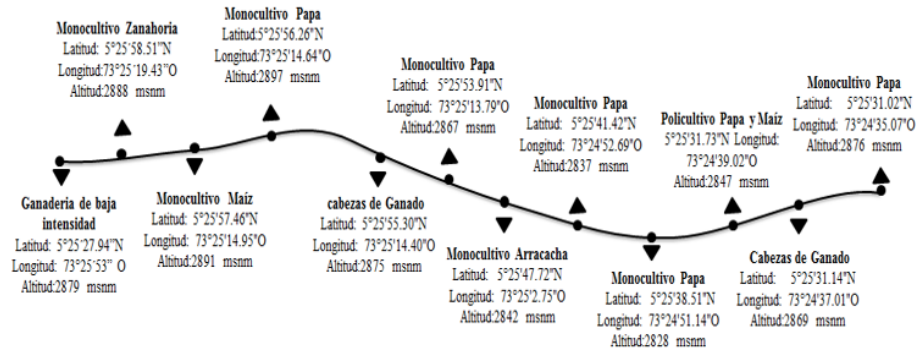 Monocultivo Zanahoria
Latitud: 5°25´58.51”N
Longitud:73°25´19.43”O
Altitud:2888 msnm
Monocultivo Papa
Latitud:5°25'56.26"N
Longitud:73°25'14.64"O
Altitud:2897 msnm
Monocultivo Papa
Latitud: 5°25'53.91"N
Longitud: 73°25'13.79"O
Altitud:2867 msnm
Monocultivo Papa
Latitud: 5°25'41.42"N
Longitud: 73°24'52.69"O
Altitud:2837 msnm
Policultivo Papa y Maíz
5°25'31.73"N Longitud:
73°24'39.02"O
Altitud:2847 msnm
Monocultivo Papa
Latitud: 5°25'31.02"N
Longitud: 73°24'35.07"O
Altitud:2876 msnm
Ganaderia de baja
intensidad
Latitud: 5°25´27.94”N
Longitud: 73°25´53” O
Altitud:2879 msnm
Monocultivo Maíz
Latitud: 5°25'57.46"N
Longitud: 73°25'14.95"O
Altitud:2891 msnm
cabezas de Ganado
Latitud: 5°25'55.30"N
Longitud: 73°25'14.40"O
Altitud:2875 msnm
Monocultivo Arracacha
Latitud: 5°25'47.72"N
Longitud: 73°25'2.75"O
Altitud:2842 msnm
Monocultivo Papa
Latitud: 5°25'38.51"N
Longitud: 73°24'51.14"O
Altitud:2828 msnm
Cabezas de Ganado
Latitud: 5°25'31.14"N
Longitud: 73°24'37.01"O
Altitud:2869 msnm